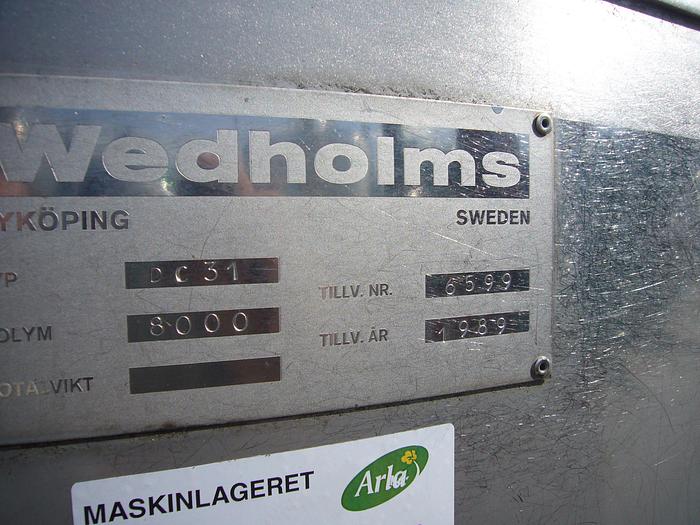 Wedholms
YKÖPING SWEDEN
YP DC31 TILLV. NR. 6599
OLYM 8000 TILLV. ÅR 1989
OTALVIKT
MASKINLAGERET Arla